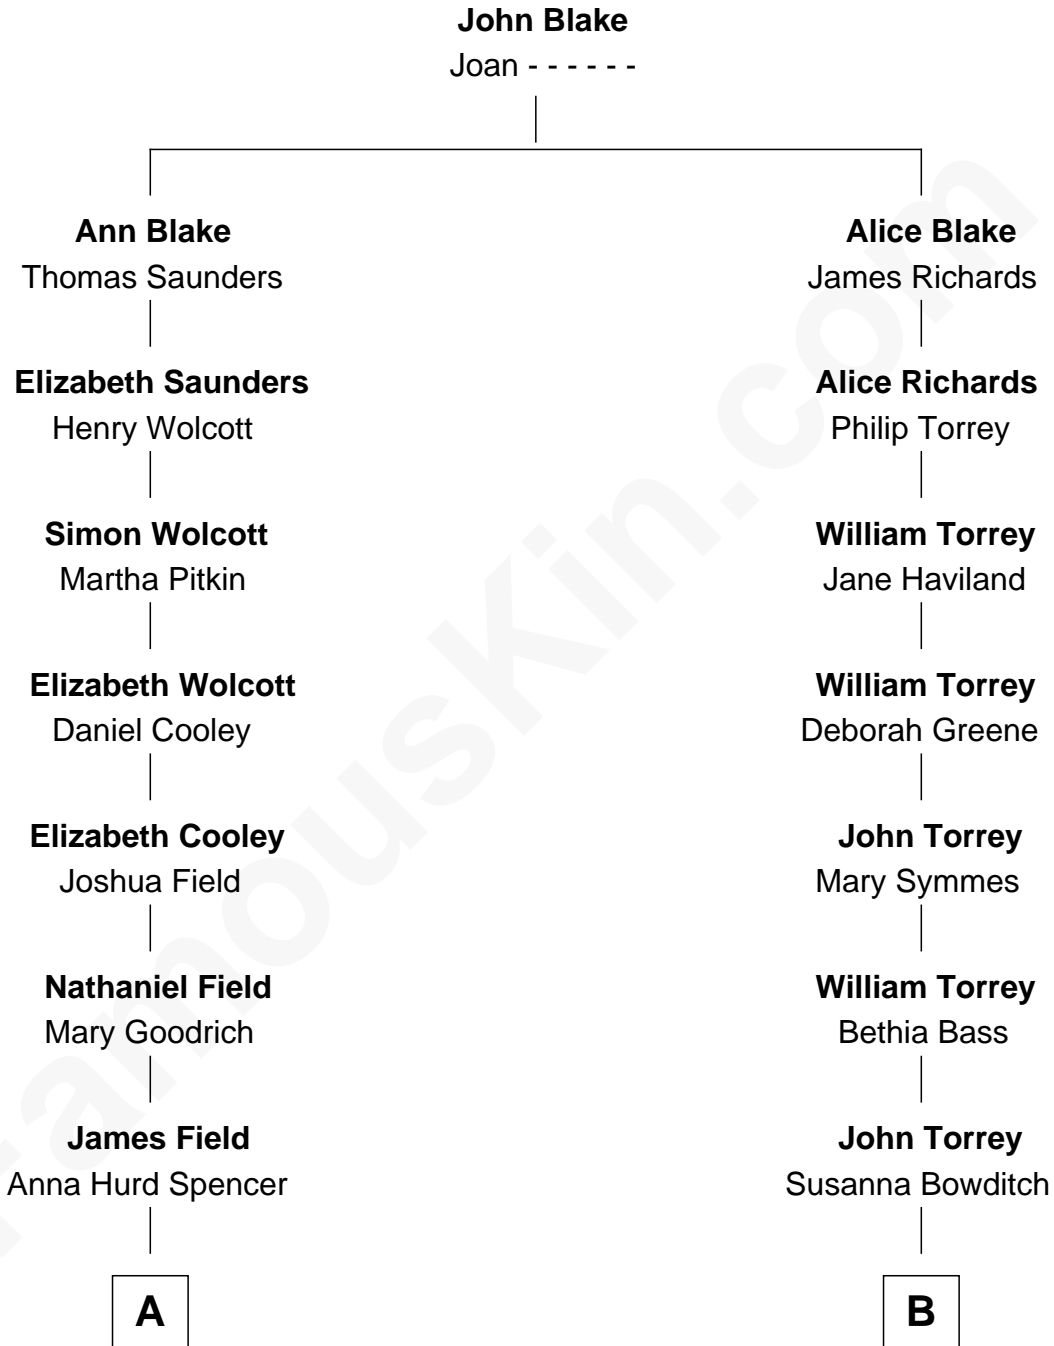 John Blake
Joan - - - - - -
Ann Blake
Thomas Saunders
Elizabeth Saunders
Henry Wolcott
Simon Wolcott
Martha Pitkin
Elizabeth Wolcott
Daniel Cooley
Elizabeth Cooley
Joshua Field
Nathaniel Field
Mary Goodrich
James Field
Anna Hurd Spencer
A
Alice Blake
James Richards
Alice Richards
Philip Torrey
William Torrey
Jane Haviland
William Torrey
Deborah Greene
John Torrey
Mary Symmes
William Torrey
Bethia Bass
John Torrey
Susanna Bowditch
B
FamousKin.com